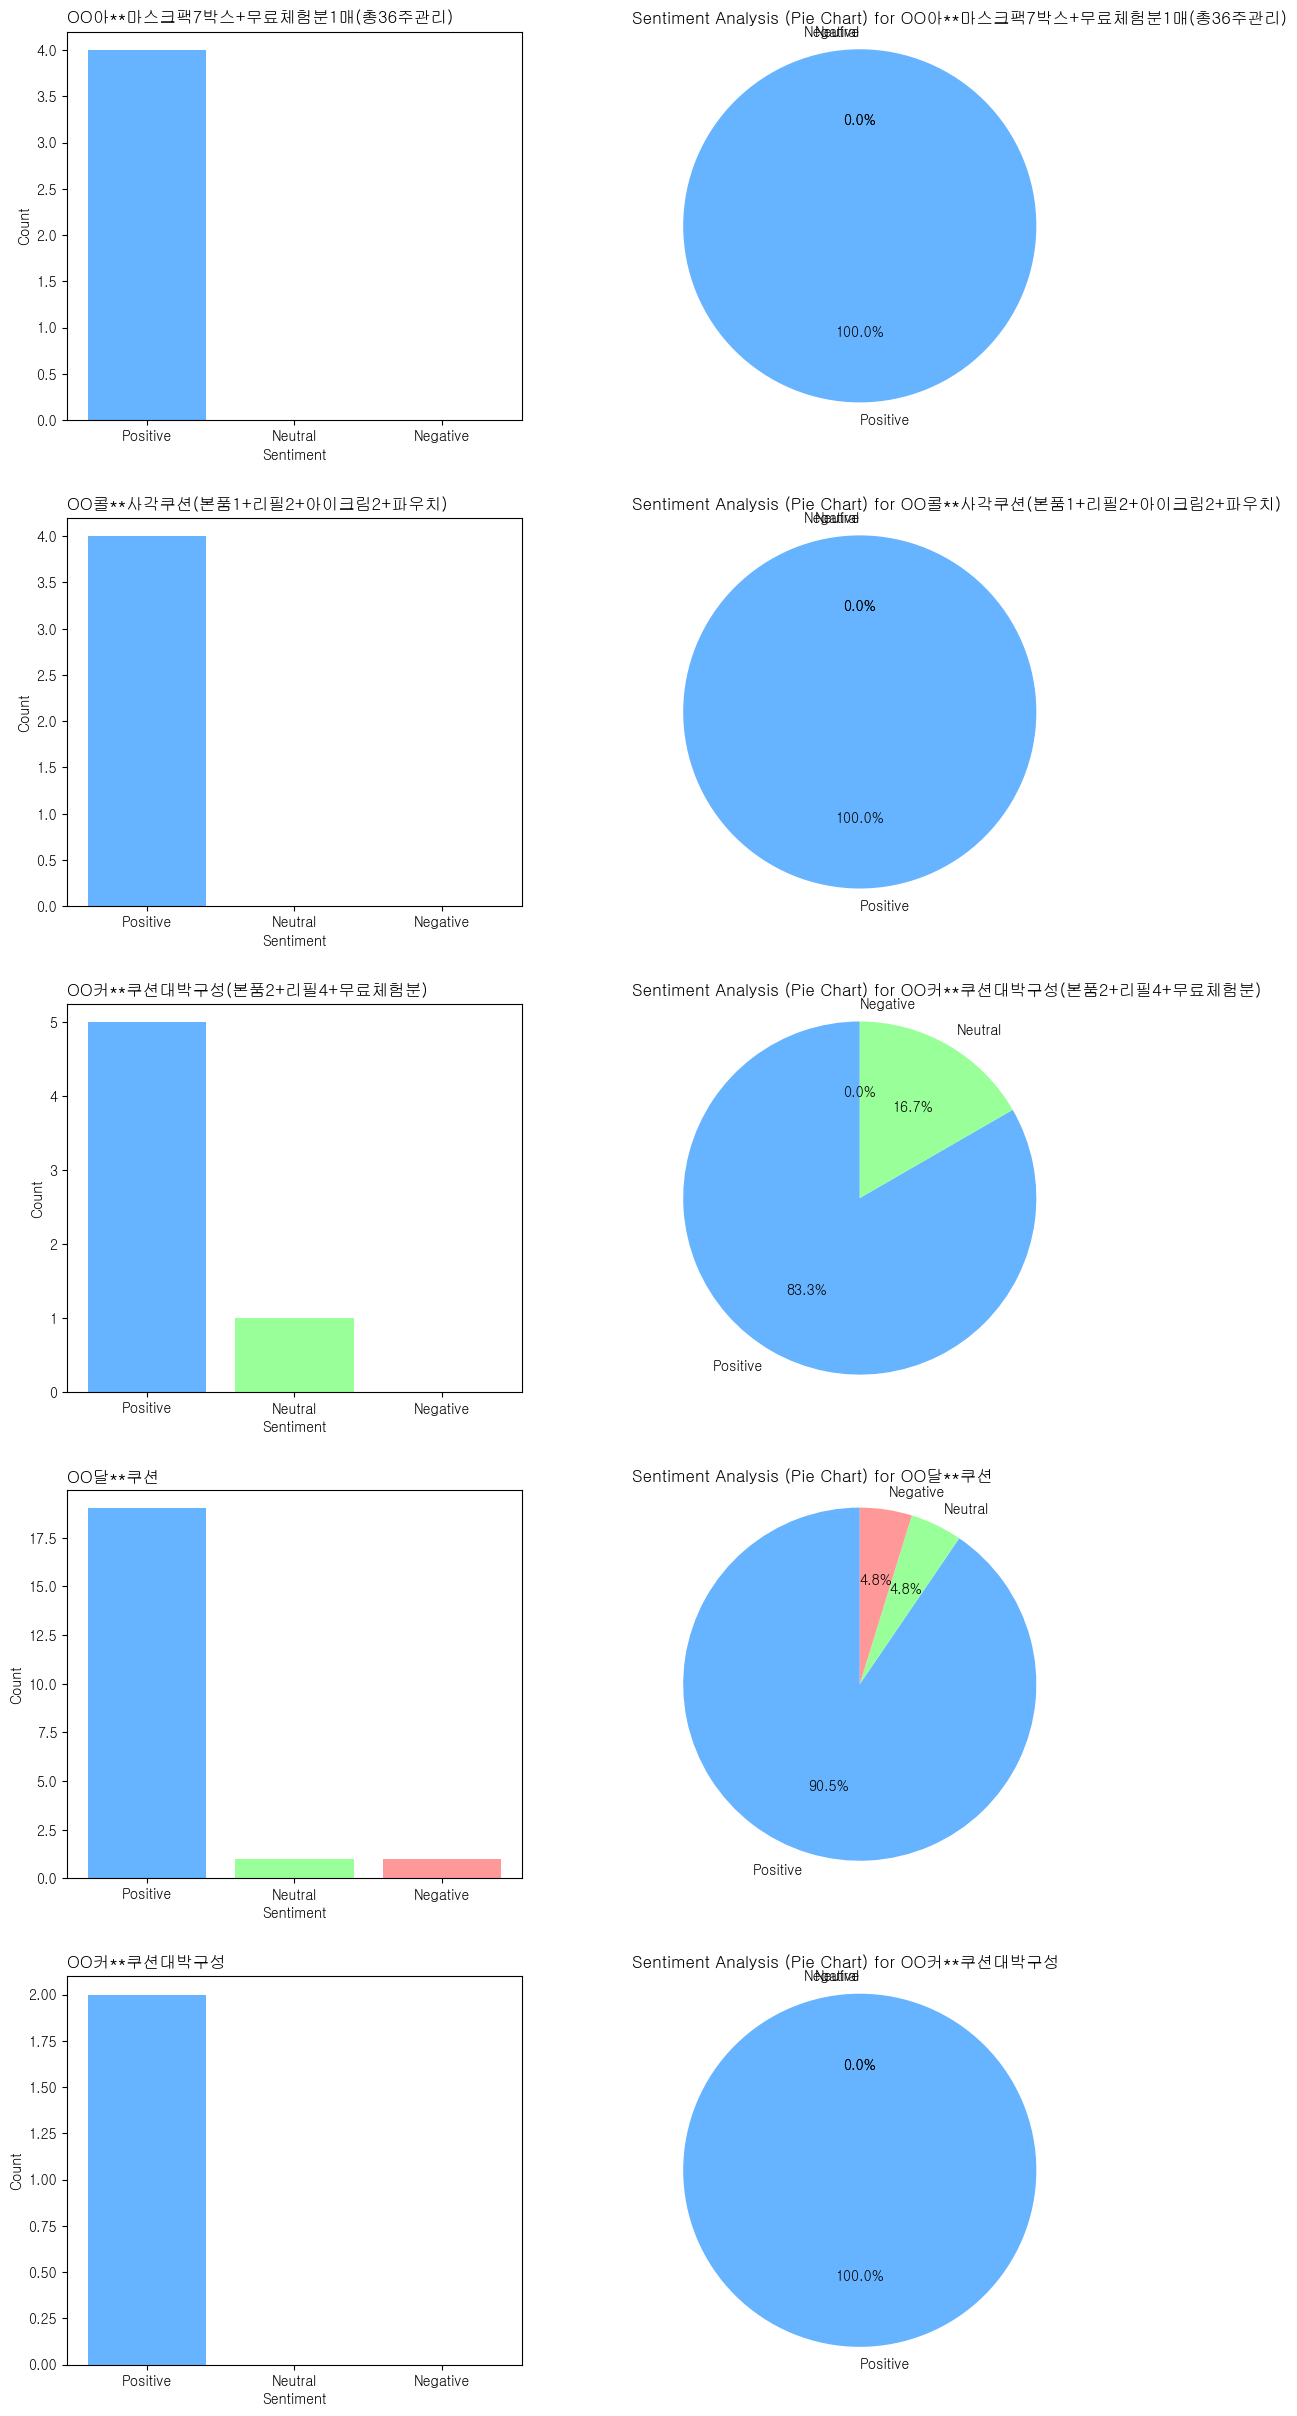 OO아**마스크팩7박스+무료체험분1매(총36주관리)
4.0
3.5
3.0
2.5
2.0
1.5
1.0
0.5
0.0
Count
Positive Neutral Negative
Sentiment
Sentiment Analysis (Pie Chart) for OO아**마스크팩7박스+무료체험분1매(총36주관리)
Negative Neutral
0.0%
100.0%
Positive
OO콜**사각쿠션(본품1+리필2+아이크림2+파우치)
4.0
3.5
3.0
2.5
2.0
1.5
1.0
0.5
0.0
Count
Positive Neutral Negative
Sentiment
Sentiment Analysis (Pie Chart) for OO콜**사각쿠션(본품1+리필2+아이크림2+파우치)
Negative Neutral
0.0%
100.0%
Positive
OO커**쿠션대박구성(본품2+리필4+무료체험분)
5
4
3
2
1
0
Count
Positive Neutral Negative
Sentiment
Sentiment Analysis (Pie Chart) for OO커**쿠션대박구성(본품2+리필4+무료체험분)
Negative
Neutral
0.0%
16.7%
83.3%
Positive
OO달**쿠션
17.5
15.0
12.5
10.0
7.5
5.0
2.5
0.0
Count
Positive Neutral Negative
Sentiment
Sentiment Analysis (Pie Chart) for OO달**쿠션
Negative
Neutral
4.8%
4.8%
90.5%
Positive
OO커**쿠션대박구성
2.00
1.75
1.50
1.25
1.00
0.75
0.50
0.25
0.00
Count
Positive Neutral Negative
Sentiment
Sentiment Analysis (Pie Chart) for OO커**쿠션대박구성
Negative Neutral
0.0%
100.0%
Positive